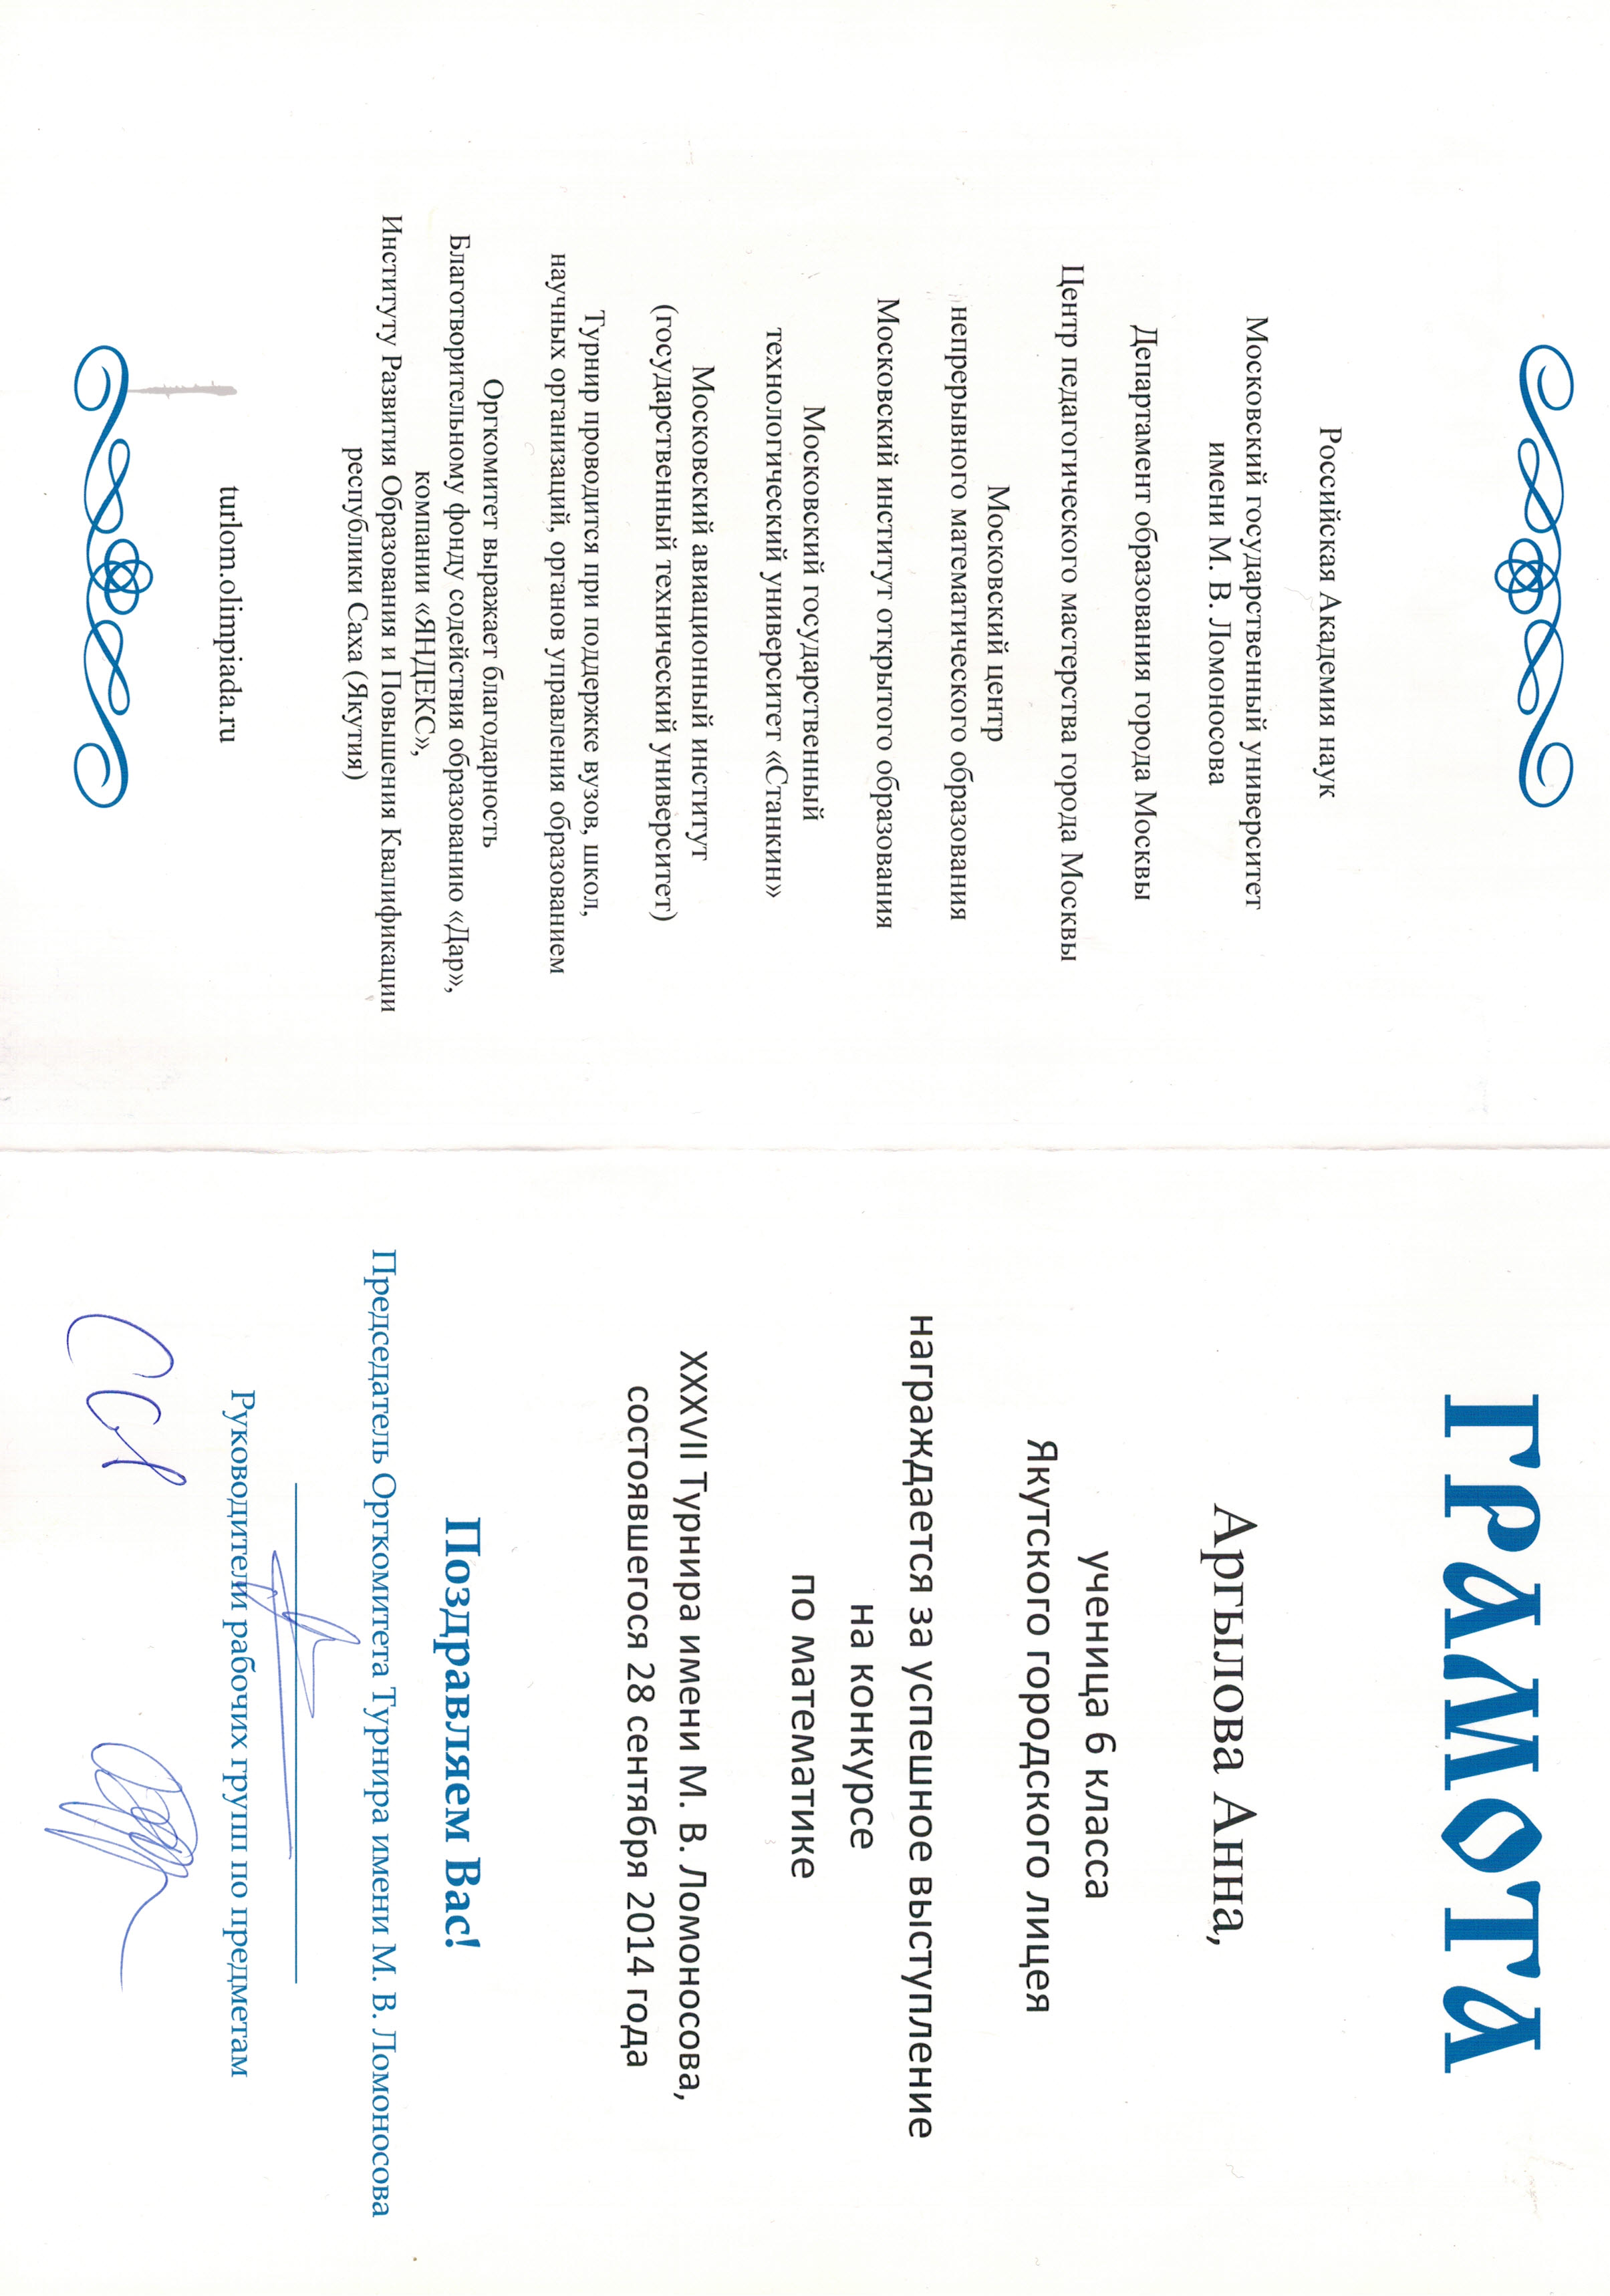 Российская Академия наук
Московский государственный университет
имени М. В. Ломоносова
Департамент образования города Москвы
Центр педагогического мастерства города Москвы
Московский центр
непрерывного математического образования
Московский институт открытого образования
Московский государственный
технологический университет «Станкин»
Московский авиационный институт
(государственный технический университет)
Турнир проводится при поддержке вузов, школ,
научных организаций, органов управления образованием
Оргкомитет выражает благодарность
Благотворительному фонду содействия образованию «Дар»,
компании «ЯНДЕКС»,
Институту Развития Образования и Повышения Квалификации
республики Саха (Якутия)
turlom.olimpiada.ru
ГРАМОТА
Аргылова Анна,
ученица 6 класса
Якутского городского лицея
награждается за успешное выступление
на конкурсе
по математике
XXXVII Турнира имени М. В. Ломоносова,
состоявшегося 28 сентября 2014 года
Поздравляем Вас!
Председатель Оргкомитета Турнира имени М. В. Ломоносова
Руководители рабочих групп по предметам